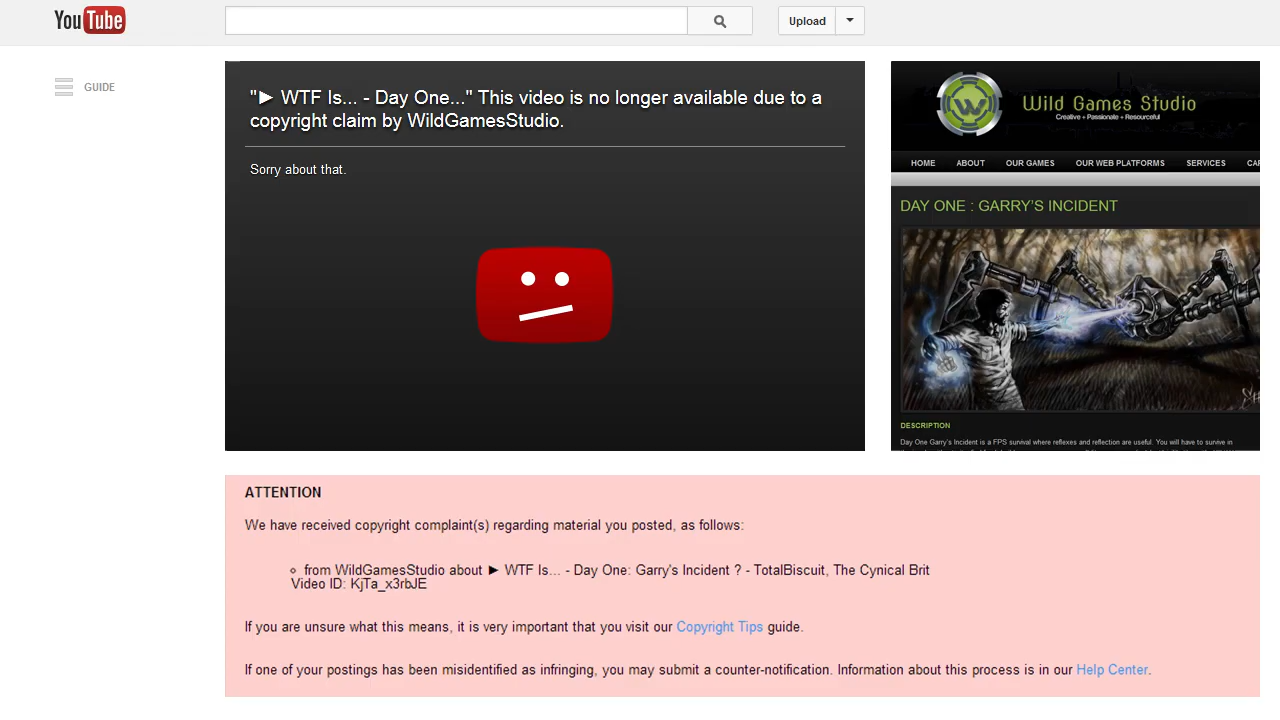 YouTube
Upload
GUIDE
"► WTF Is... - Day One..." This video is no longer available due to a
copyright claim by WildGamesStudio.
Sorry about that.
W
Wild Games Studio
Creative + Passionate + Resourceful
HOME ABOUT OUR GAMES OUR WEB PLATFORMS SERVICES CA
DAY ONE : GARRY'S INCIDENT
DESCRIPTION
Day One Garry's Incident is a FPS survival where reflexes and reflection are useful. You will have to survive in
ATTENTION
We have received copyright complaint(s) regarding material you posted, as follows:
from WildGamesStudio about ► WTF Is... - Day One: Garry's Incident ? - TotalBiscuit, The Cynical Brit
Video ID: KjTa_x3rbJE
If you are unsure what this means, it is very important that you visit our Copyright Tips guide.
If one of your postings has been misidentified as infringing, you may submit a counter-notification. Information about this process is in our Help Center.